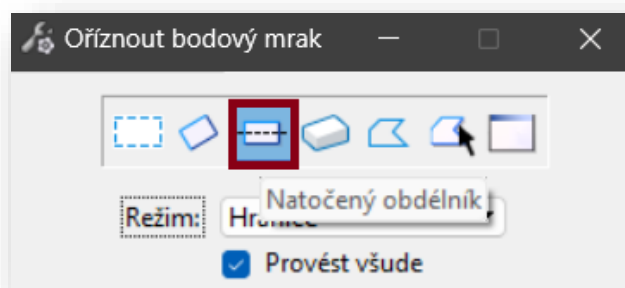 Oříznout bodový mrak
Natočený obdélník
Režim:
Provést všude